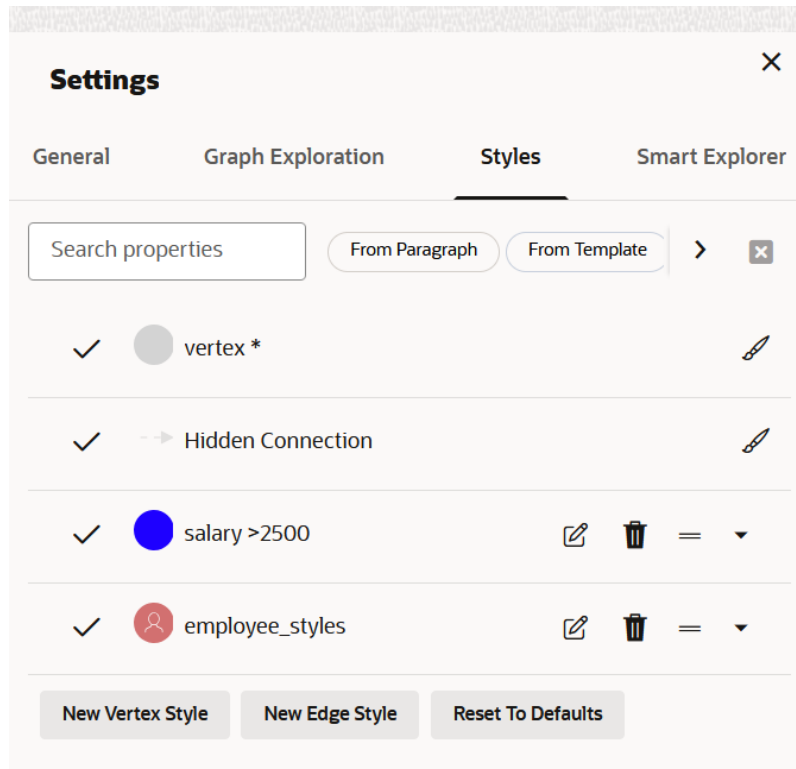 Settings
General Graph Exploration Styles Smart Explorer
Search properties From Paragraph From Template
vertex *
Hidden Connection
salary >2500
employee_styles
New Vertex Style New Edge Style Reset To Defaults